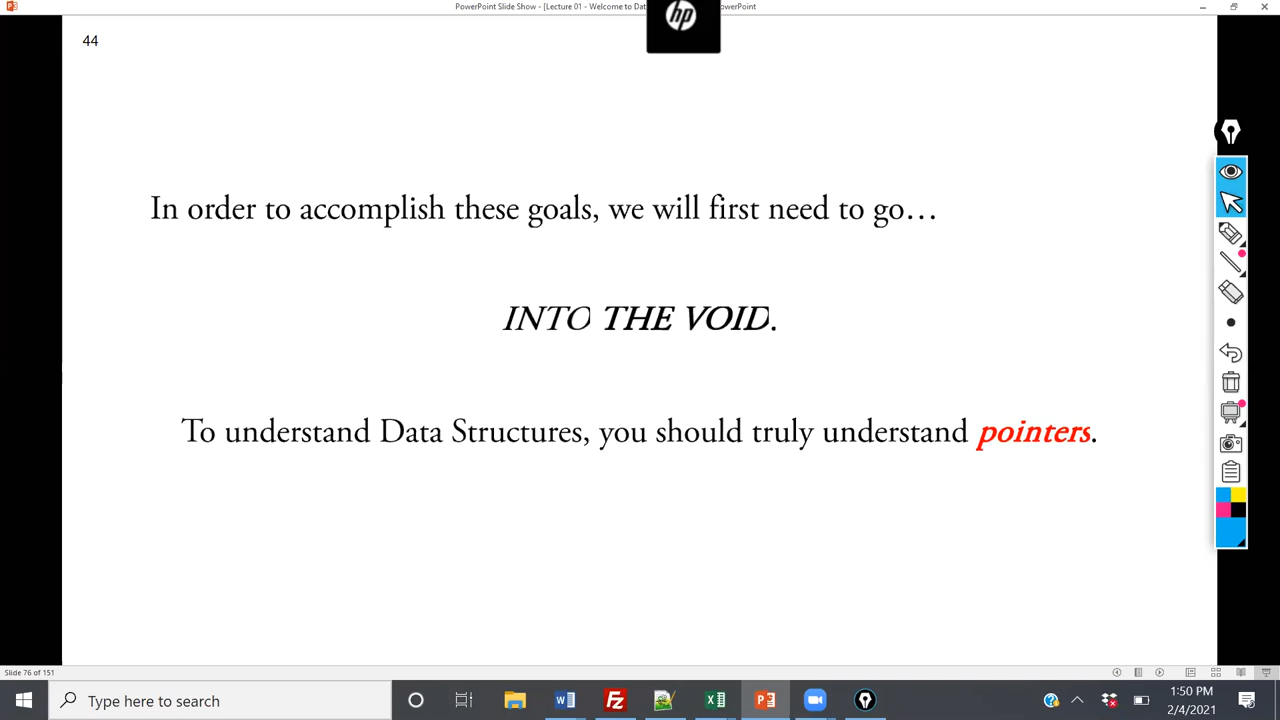 PowerPoint Slide Show - [Lecture 01 - Welcome to Dat
owerPoint
hp
44
In order to accomplish these goals, we will first need to go…
INTO THE VOID.
To understand Data Structures, you should truly understand pointers.
Slide 76 of 151
Type here to search
1:50 PM
2/4/2021